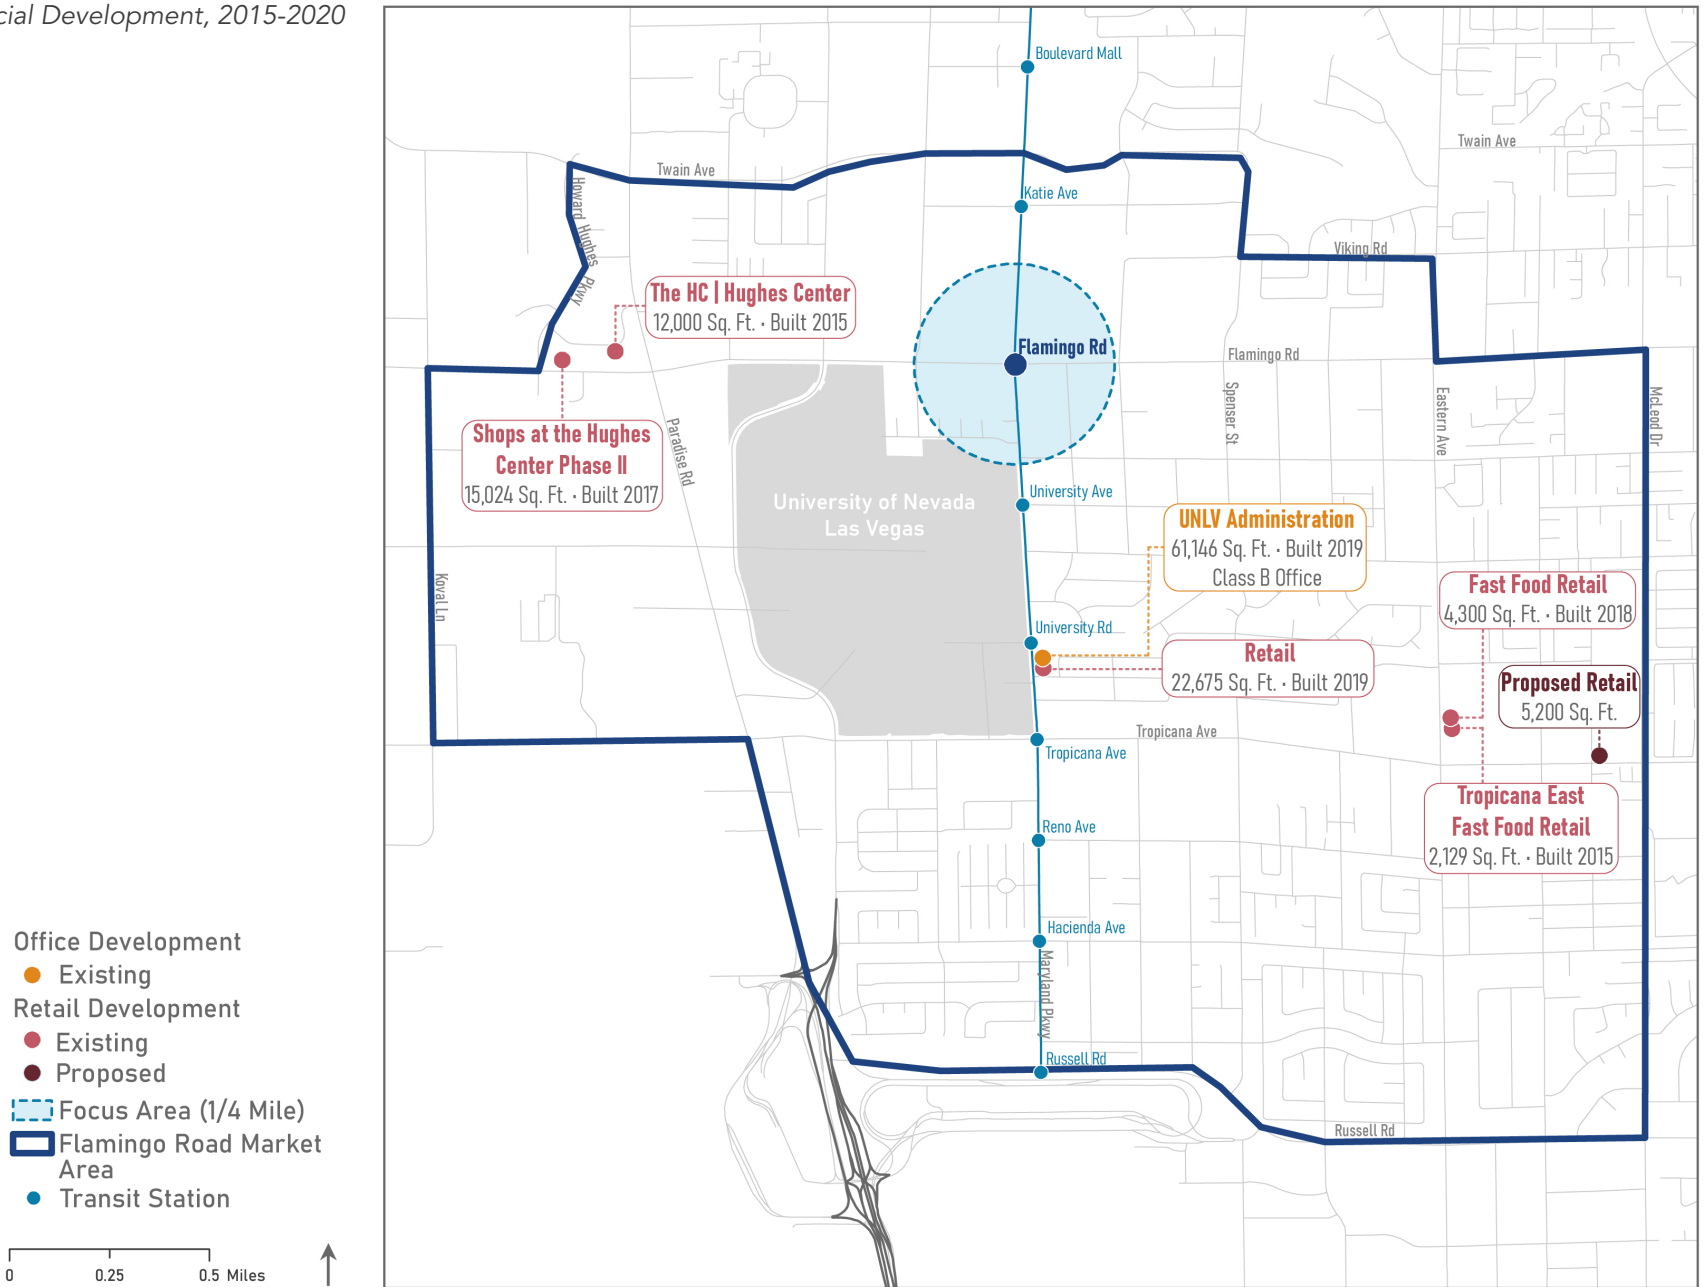 cial Development, 2015-2020
Boulevard Mall
Twain Ave
Twain Ave
Katie Ave
Howard Hughes Pkwy
Viking Rd
The HC | Hughes Center
12,000 Sq. Ft. · Built 2015
Flamingo Rd
Flamingo Rd
Shops at the Hughes
Center Phase II
15,024 Sq. Ft. · Built 2017
Paradise Rd
Spenser St
Eastern Ave
McLeod Dr
University of Nevada
Las Vegas
University Ave
UNLV Administration
61,146 Sq. Ft. · Built 2019
Class B Office
Koval Ln
Fast Food Retail
4,300 Sq. Ft. · Built 2018
University Rd
Retail
22,675 Sq. Ft. · Built 2019
Proposed Retail
5,200 Sq. Ft.
Tropicana Ave
Tropicana Ave
Tropicana East
Fast Food Retail
2,129 Sq. Ft. · Built 2015
Reno Ave
Hacienda Ave
Maryland Pkwy
Russell Rd
Russell Rd
Office Development
Existing
Retail Development
Existing
Proposed
Focus Area (1/4 Mile)
Flamingo Road Market
Area
Transit Station
0 0.25 0.5 Miles